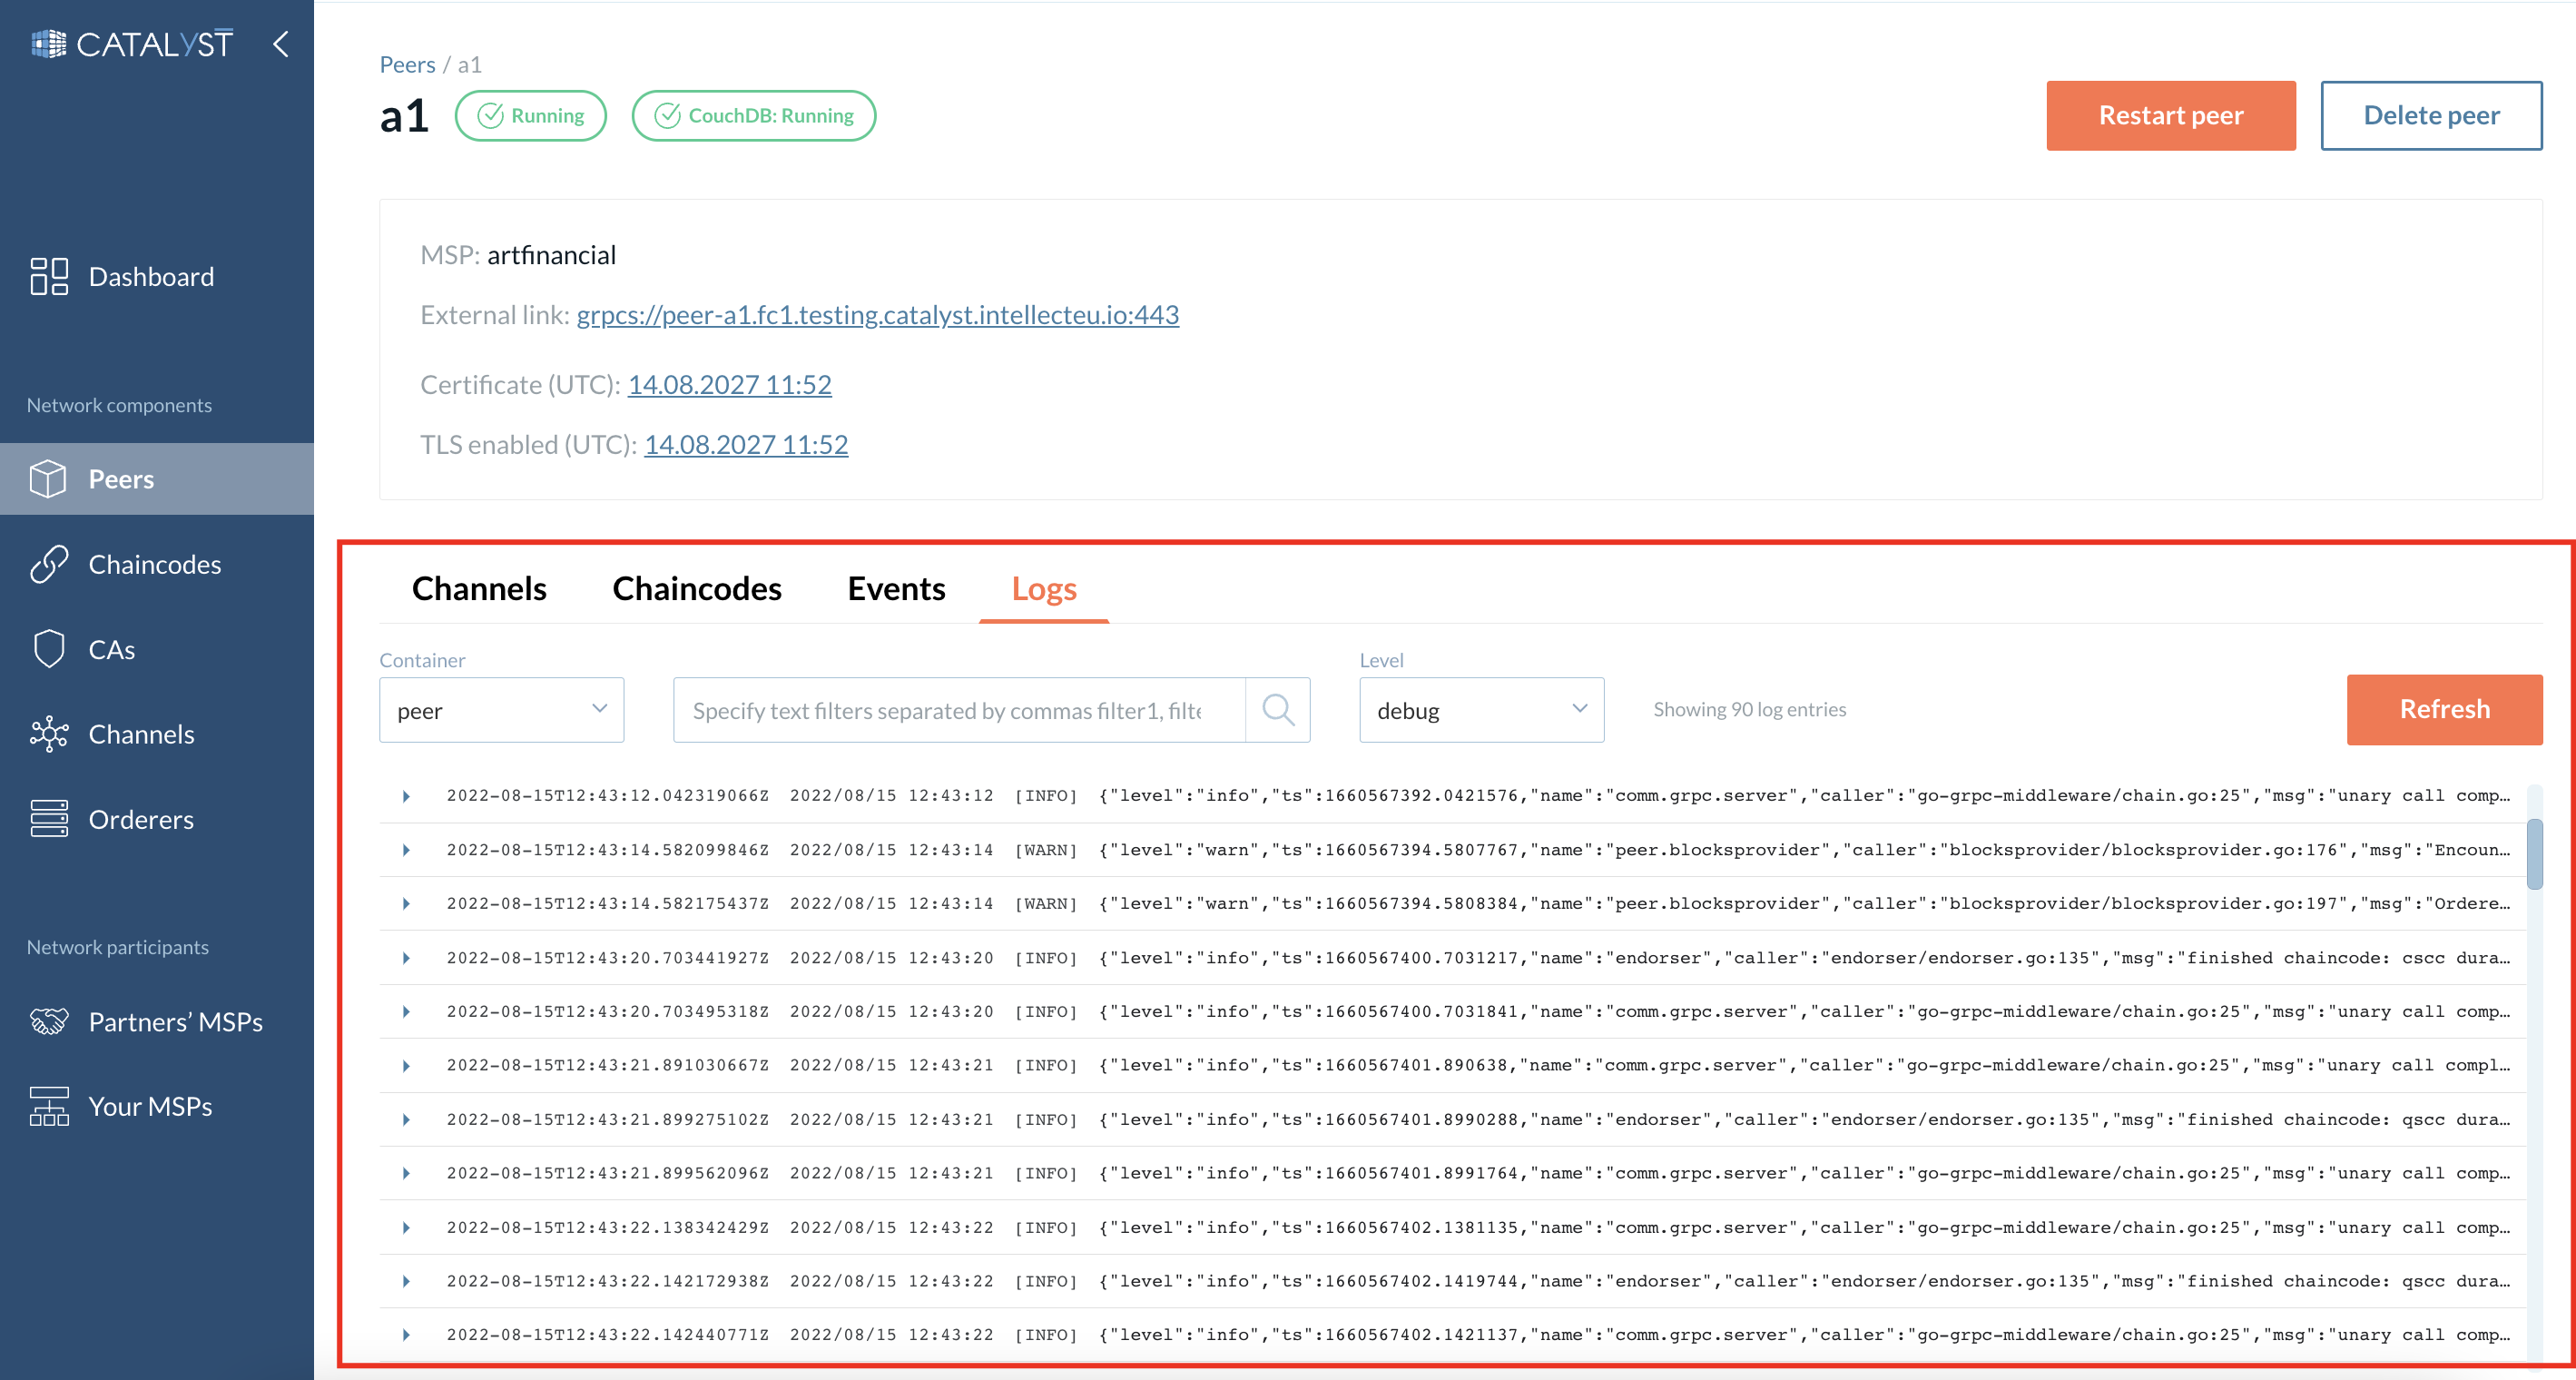 CATALYST
Peers / a1
a1 Running CouchDB: Running
Restart peer Delete peer
MSP: artfinancial
External link: grpcs://peer-a1.fc1.testing.catalyst.intellecteu.io:443
Certificate (UTC): 14.08.2027 11:52
TLS enabled (UTC): 14.08.2027 11:52
Dashboard
Network components
Peers
Chaincodes
CAs
Channels
Orderers
Network participants
Partners’ MSPs
Your MSPs
Channels Chaincodes Events Logs
Container Level
peer Specify text filters separated by commas filter1, filte debug Showing 90 log entries Refresh
2022-08-15T12:43:12.042319066Z 2022/08/15 12:43:12 [INFO] {"level":"info","ts":1660567392.0421576,"name":"comm.grpc.server","caller":"go-grpc-middleware/chain.go:25","msg":"unary call comp…
2022-08-15T12:43:14.582099846Z 2022/08/15 12:43:14 [WARN] {"level":"warn","ts":1660567394.5807767,"name":"peer.blocksprovider","caller":"blocksprovider/blocksprovider.go:176","msg":"Encoun…
2022-08-15T12:43:14.582175437Z 2022/08/15 12:43:14 [WARN] {"level":"warn","ts":1660567394.5808384,"name":"peer.blocksprovider","caller":"blocksprovider/blocksprovider.go:197","msg":"Ordere…
2022-08-15T12:43:20.703441927Z 2022/08/15 12:43:20 [INFO] {"level":"info","ts":1660567400.7031217,"name":"endorser","caller":"endorser/endorser.go:135","msg":"finished chaincode: cscc dura…
2022-08-15T12:43:20.703495318Z 2022/08/15 12:43:20 [INFO] {"level":"info","ts":1660567400.7031841,"name":"comm.grpc.server","caller":"go-grpc-middleware/chain.go:25","msg":"unary call comp…
2022-08-15T12:43:21.891030667Z 2022/08/15 12:43:21 [INFO] {"level":"info","ts":1660567401.890638,"name":"comm.grpc.server","caller":"go-grpc-middleware/chain.go:25","msg":"unary call compl…
2022-08-15T12:43:21.899275102Z 2022/08/15 12:43:21 [INFO] {"level":"info","ts":1660567401.8990288,"name":"endorser","caller":"endorser/endorser.go:135","msg":"finished chaincode: qscc dura…
2022-08-15T12:43:21.899562096Z 2022/08/15 12:43:21 [INFO] {"level":"info","ts":1660567401.8991764,"name":"comm.grpc.server","caller":"go-grpc-middleware/chain.go:25","msg":"unary call comp…
2022-08-15T12:43:22.138342429Z 2022/08/15 12:43:22 [INFO] {"level":"info","ts":1660567402.1381135,"name":"comm.grpc.server","caller":"go-grpc-middleware/chain.go:25","msg":"unary call comp…
2022-08-15T12:43:22.142172938Z 2022/08/15 12:43:22 [INFO] {"level":"info","ts":1660567402.1419744,"name":"endorser","caller":"endorser/endorser.go:135","msg":"finished chaincode: qscc dura…
2022-08-15T12:43:22.142440771Z 2022/08/15 12:43:22 [INFO] {"level":"info","ts":1660567402.1421137,"name":"comm.grpc.server","caller":"go-grpc-middleware/chain.go:25","msg":"unary call comp…